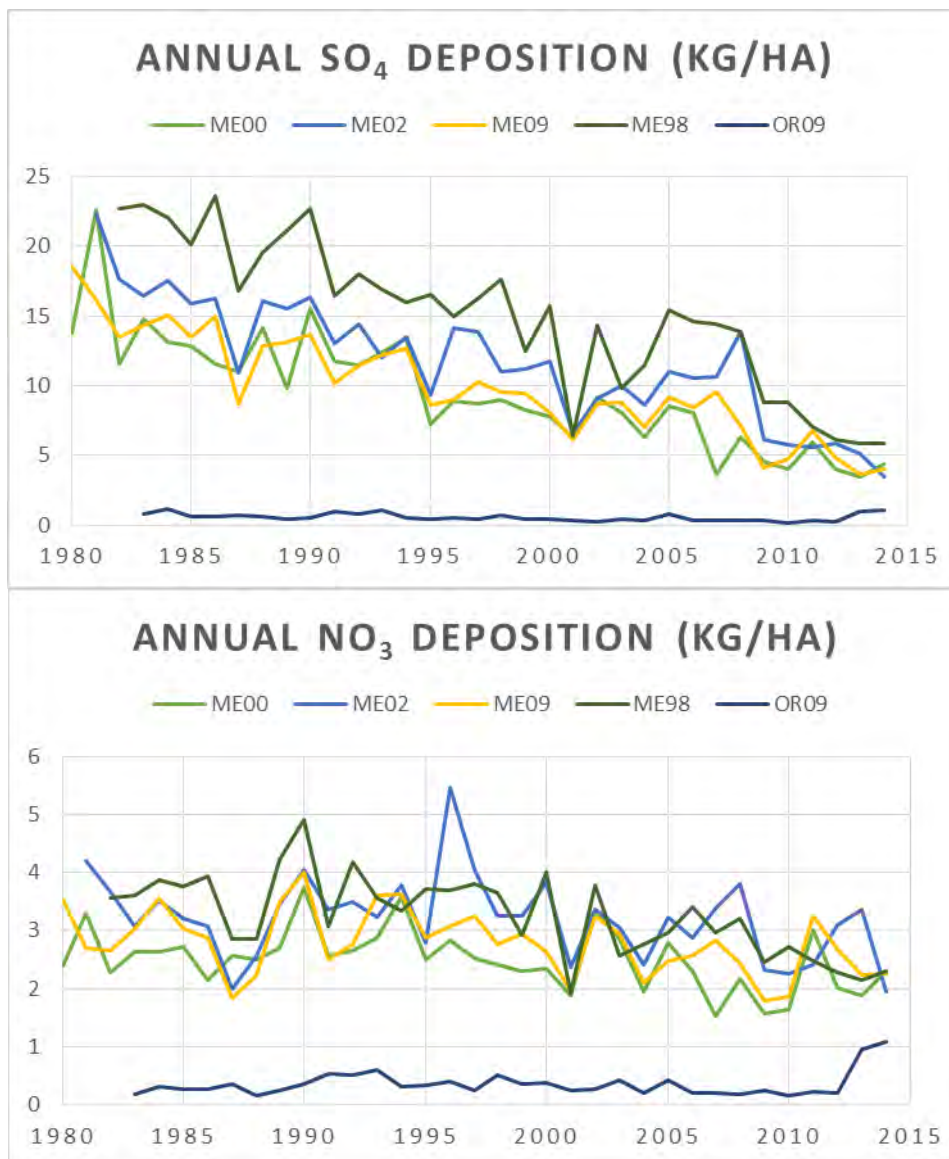 ANNUAL SO₄ DEPOSITION (KG/HA)
ME00 ME02 ME09 ME98 OR09
25
20
15
10
5
0
1980 1985 1990 1995 2000 2005 2010 2015
ANNUAL NO₃ DEPOSITION (KG/HA)
ME00 ME02 ME09 ME98 OR09
6
5
4
3
2
1
0
1980 1985 1990 1995 2000 2005 2010 2015